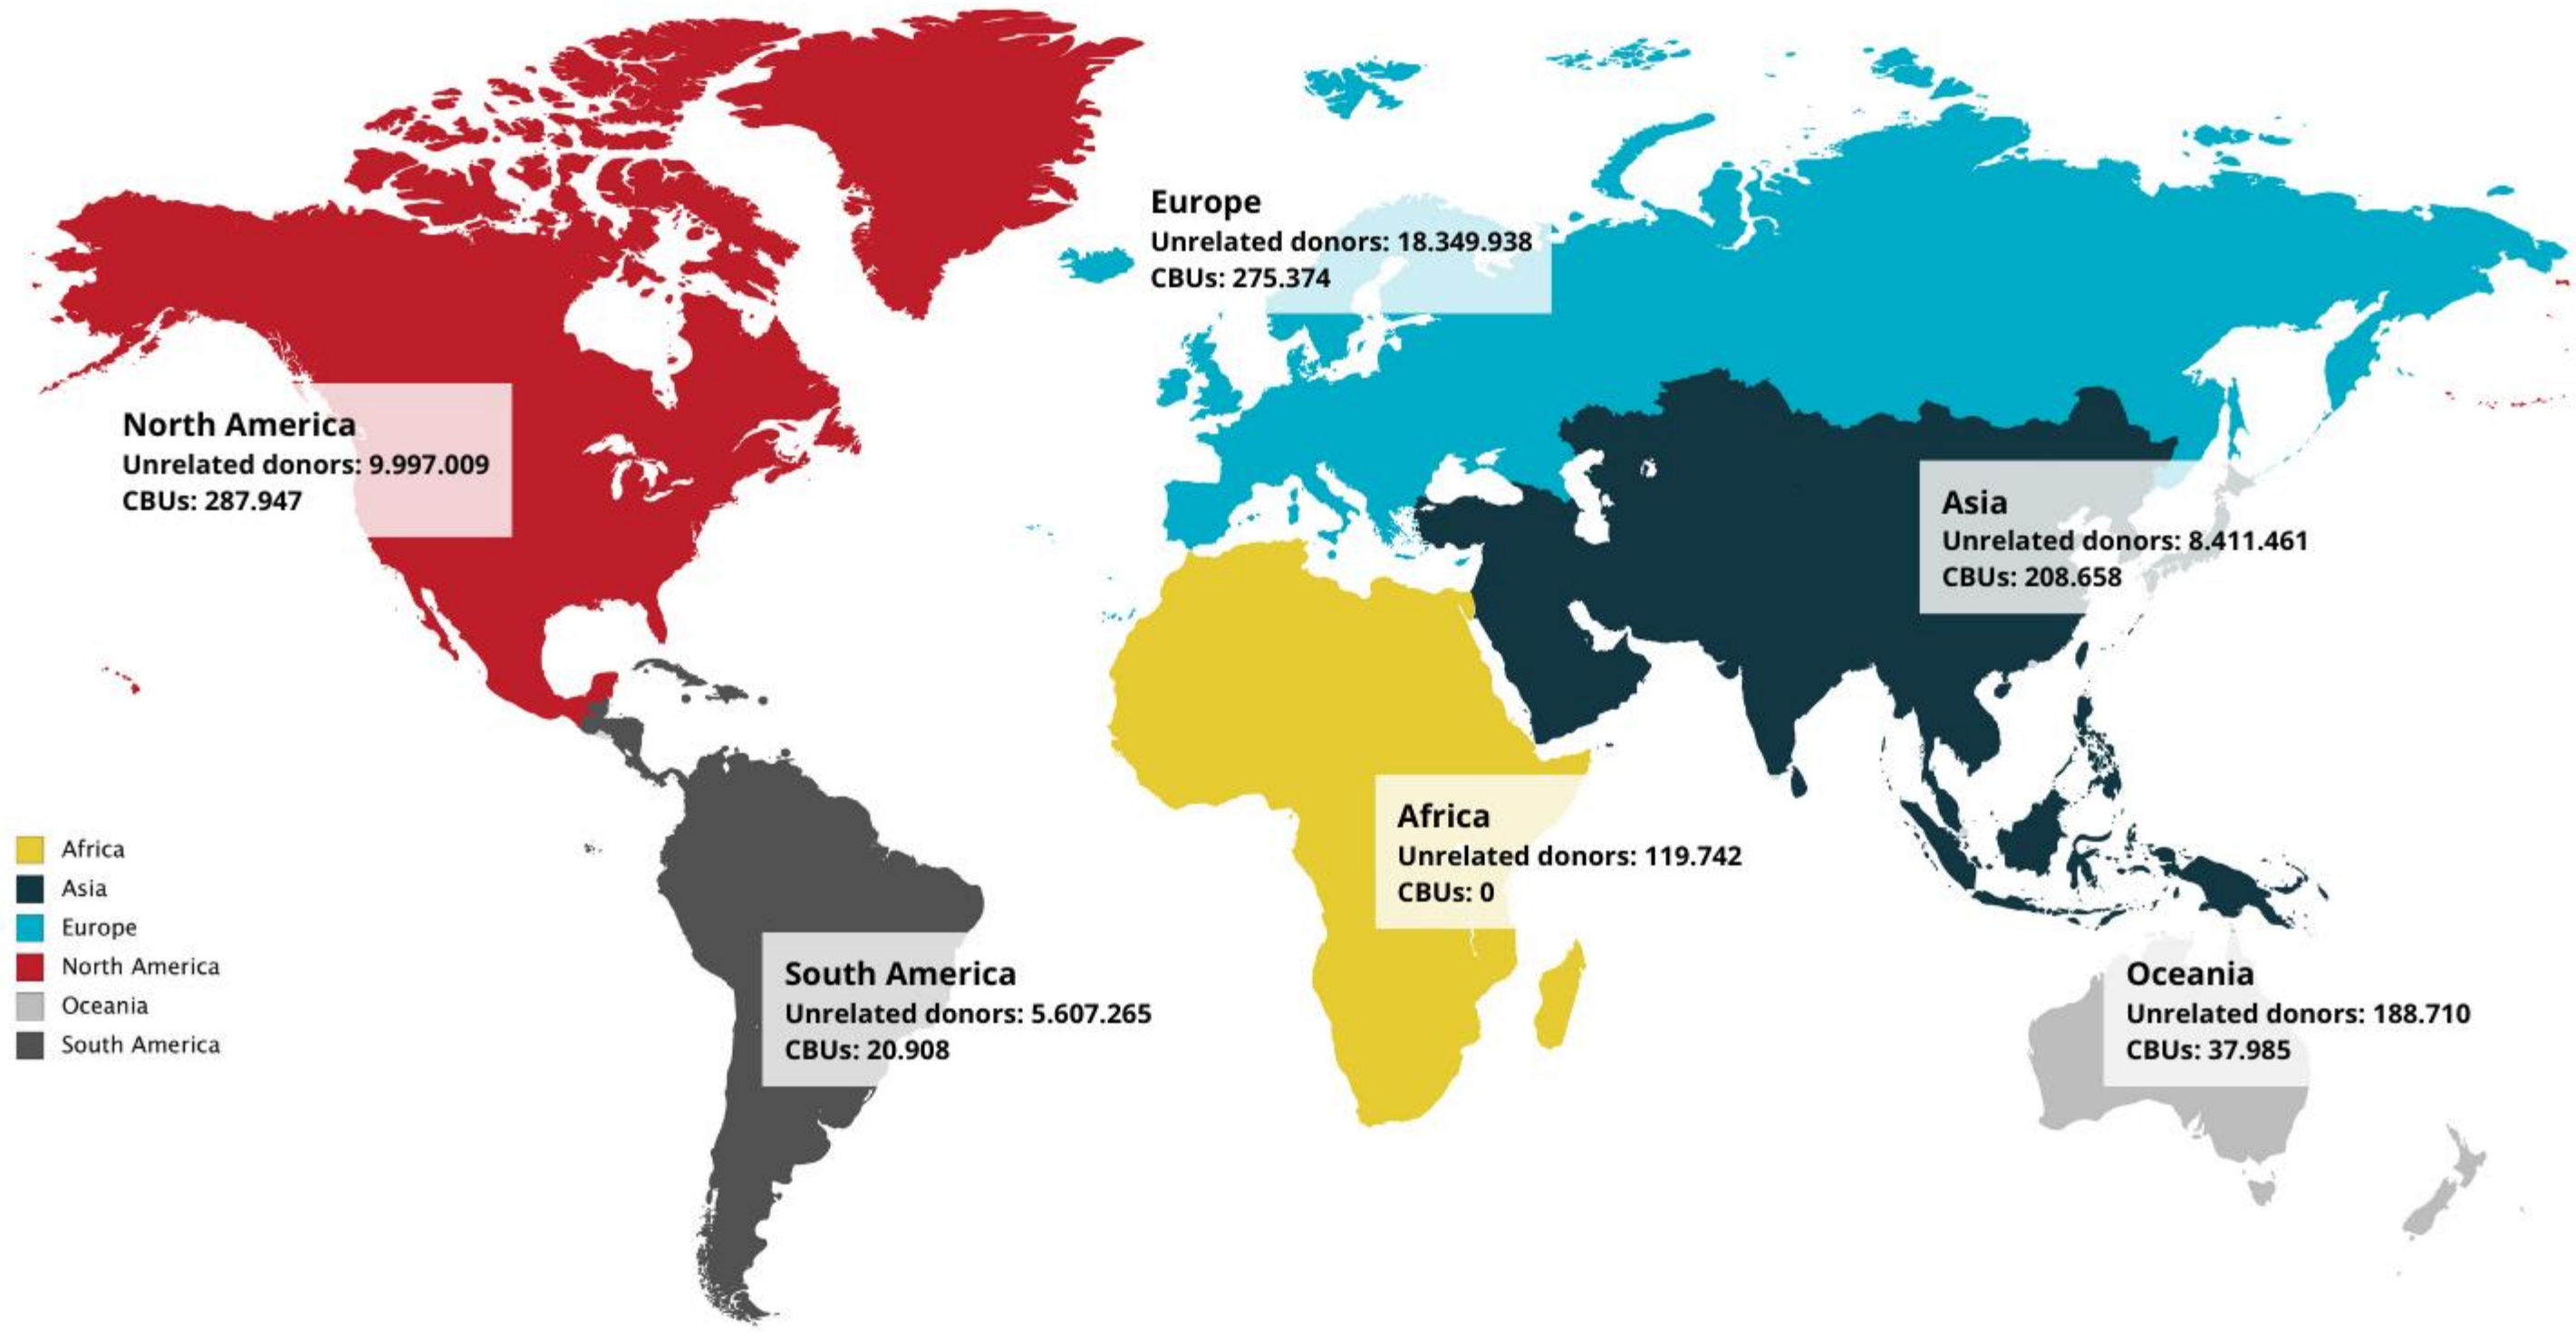 Europe
Unrelated donors: 18.349.938
CBUs: 275.374
North America
Unrelated donors: 9.997.009
CBUs: 287.947
Asia
Unrelated donors: 8.411.461
CBUs: 208.658
Africa
Unrelated donors: 119.742
CBUs: 0
South America
Unrelated donors: 5.607.265
CBUs: 20.908
Oceania
Unrelated donors: 188.710
CBUs: 37.985
Africa
Asia
Europe
North America
Oceania
South America